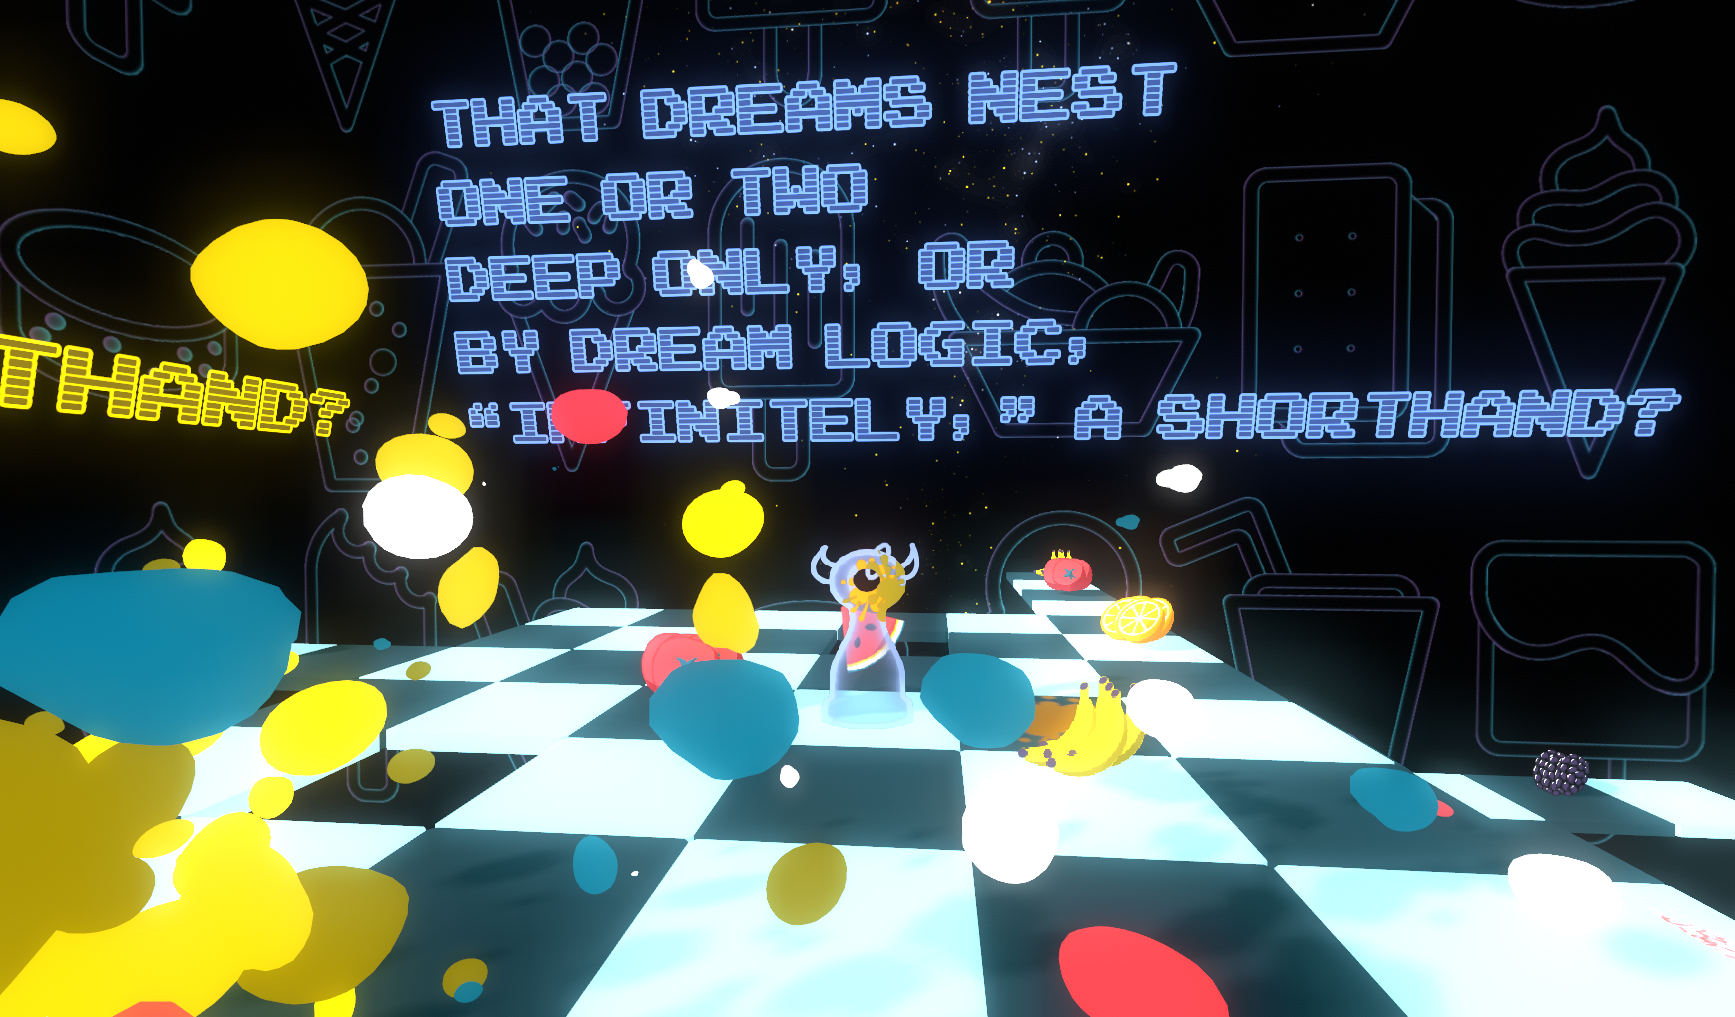 THAT DREAMS NEST
ONE OR TWO
DEEP ONLY; OR
BY DREAM LOGIC;
“INFINITELY,” A SHORTHAND?
THAND?